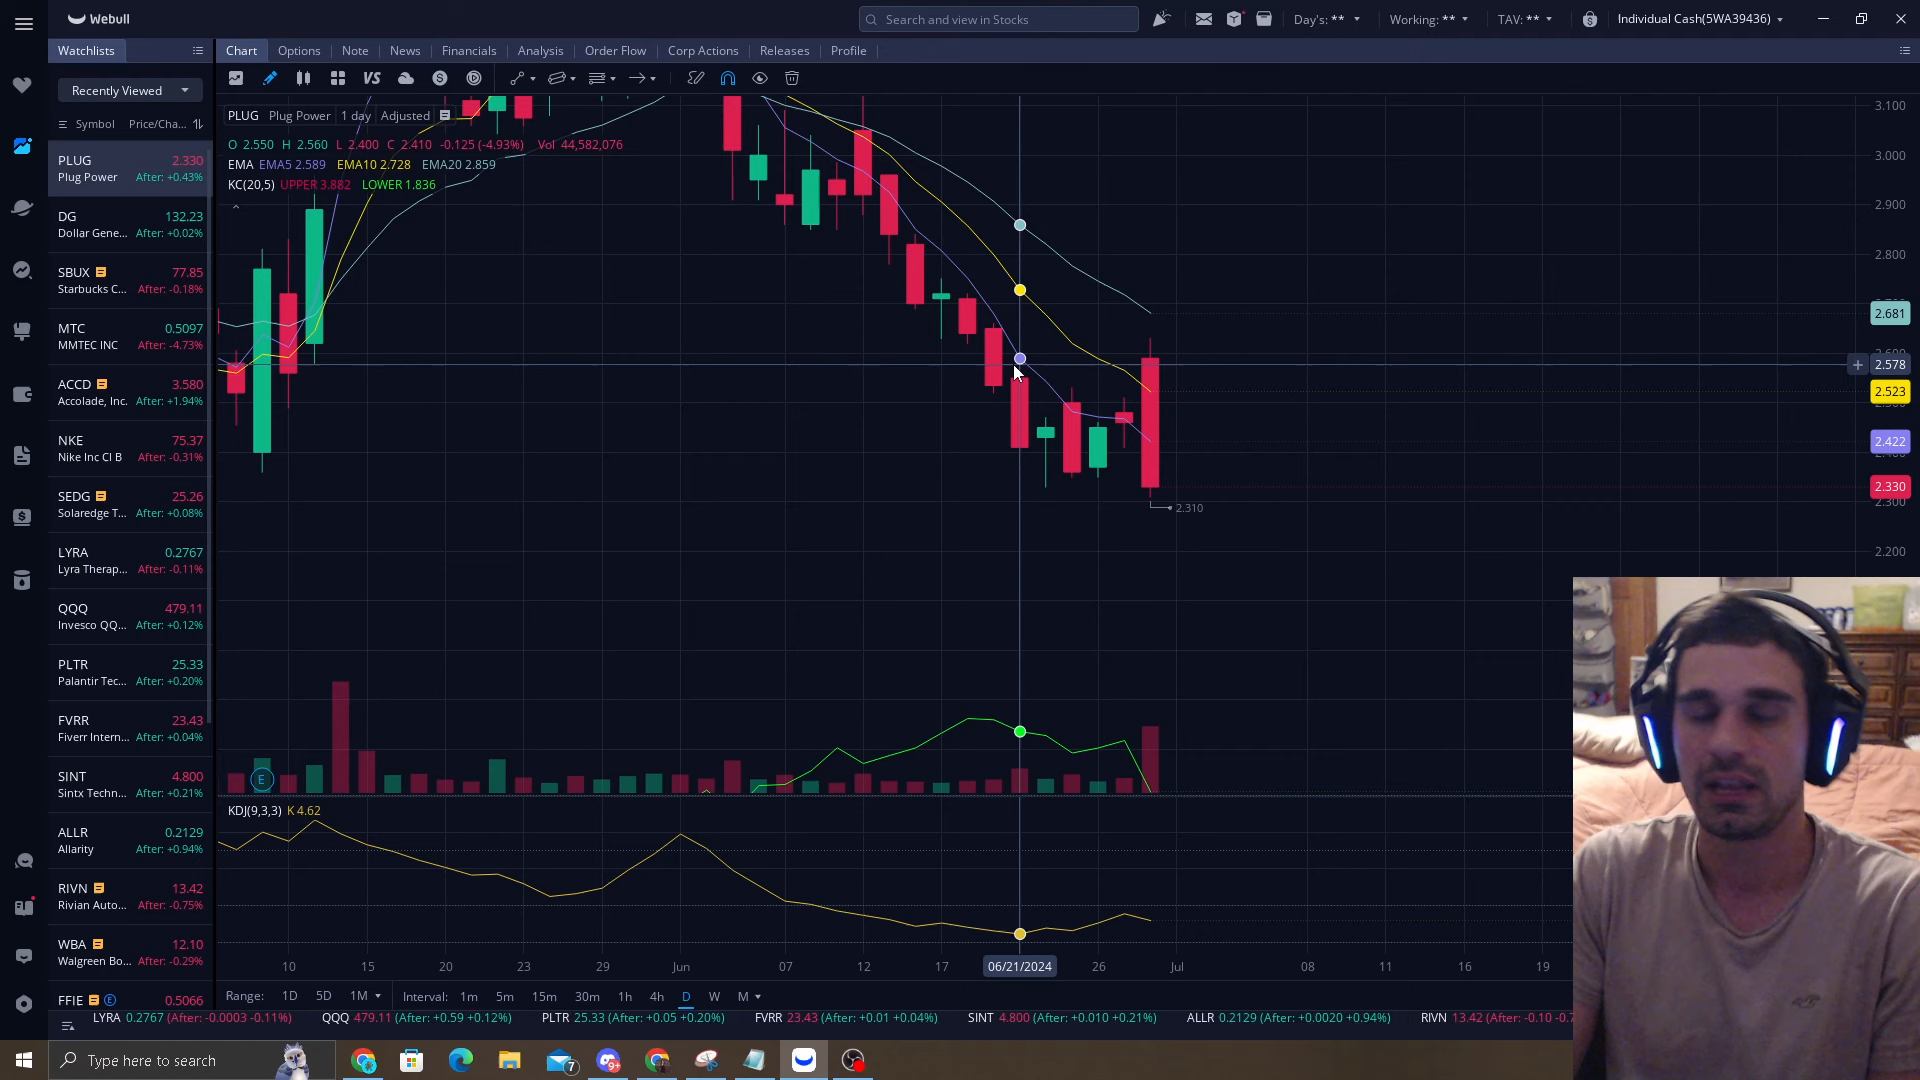 Webull
Search and view in Stocks
Day's: **
Working: **
TAV: **
Individual Cash(5WA39436)
Watchlists
Chart
Options
Note
News
Financials
Analysis
Order Flow
Corp Actions
Releases
Profile
Recently Viewed
VS
Symbol
Price/Cha...
PLUG 2.330
Plug Power After: +0.43%
DG 132.23
Dollar Gene... After: +0.02%
SBUX 77.85
Starbucks C... After: -0.18%
MTC 0.5097
MMTEC INC After: -4.73%
ACCD 3.580
Accolade, Inc. After: +1.94%
NKE 75.37
Nike Inc Cl B After: -0.31%
SEDG 25.26
Solaredge T... After: +0.08%
LYRA 0.2767
Lyra Therap... After: -0.11%
QQQ 479.11
Invesco QQ... After: +0.12%
PLTR 25.33
Palantir Tec... After: +0.20%
FVRR 23.43
Fiverr Intern... After: +0.04%
SINT 4.800
Sintx Techn... After: +0.21%
ALLR 0.2129
Allarity After: +0.94%
RIVN 13.42
Rivian Auto... After: -0.75%
WBA 12.10
Walgreen Bo... After: -0.29%
FFIE E 0.5066
PLUG Plug Power 1 day Adjusted
O 2.550 H 2.560 L 2.400 C 2.410 -0.125 (-4.93%) Vol 44,582,076
EMA EMA5 2.589 EMA10 2.728 EMA20 2.859
KC(20,5) UPPER 3.882 LOWER 1.836
3.100
3.000
2.900
2.800
2.681
2.578
2.523
2.422
2.330
2.300
2.200
2.310
E
KDJ(9,3,3) K 4.62
10 15 20 23 29 Jun 07 12 17 06/21/2024 26 Jul 08 11 16 19
Range: 1D 5D 1M Interval: 1m 5m 15m 30m 1h 4h D W M
LYRA 0.2767 (After: -0.0003 -0.11%) QQQ 479.11 (After: +0.59 +0.12%) PLTR 25.33 (After: +0.05 +0.20%) FVRR 23.43 (After: +0.01 +0.04%) SINT 4.800 (After: +0.010 +0.21%) ALLR 0.2129 (After: +0.0020 +0.94%) RIVN 13.42 (After: -0.10 -0.7
Type here to search
7
9+